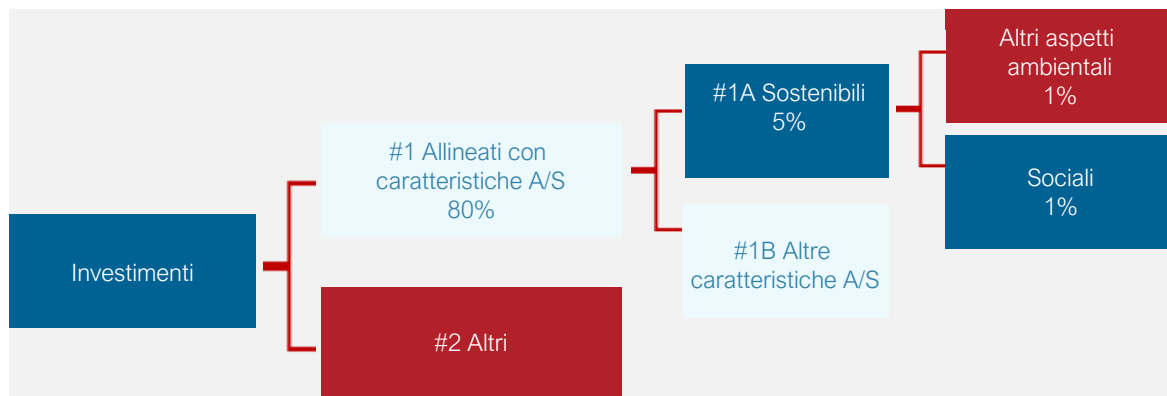 Investimenti
#1 Allineati con
caratteristiche A/S
80%
#2 Altri
#1A Sostenibili
5%
#1B Altre
caratteristiche A/S
Altri aspetti
ambientali
1%
Sociali
1%